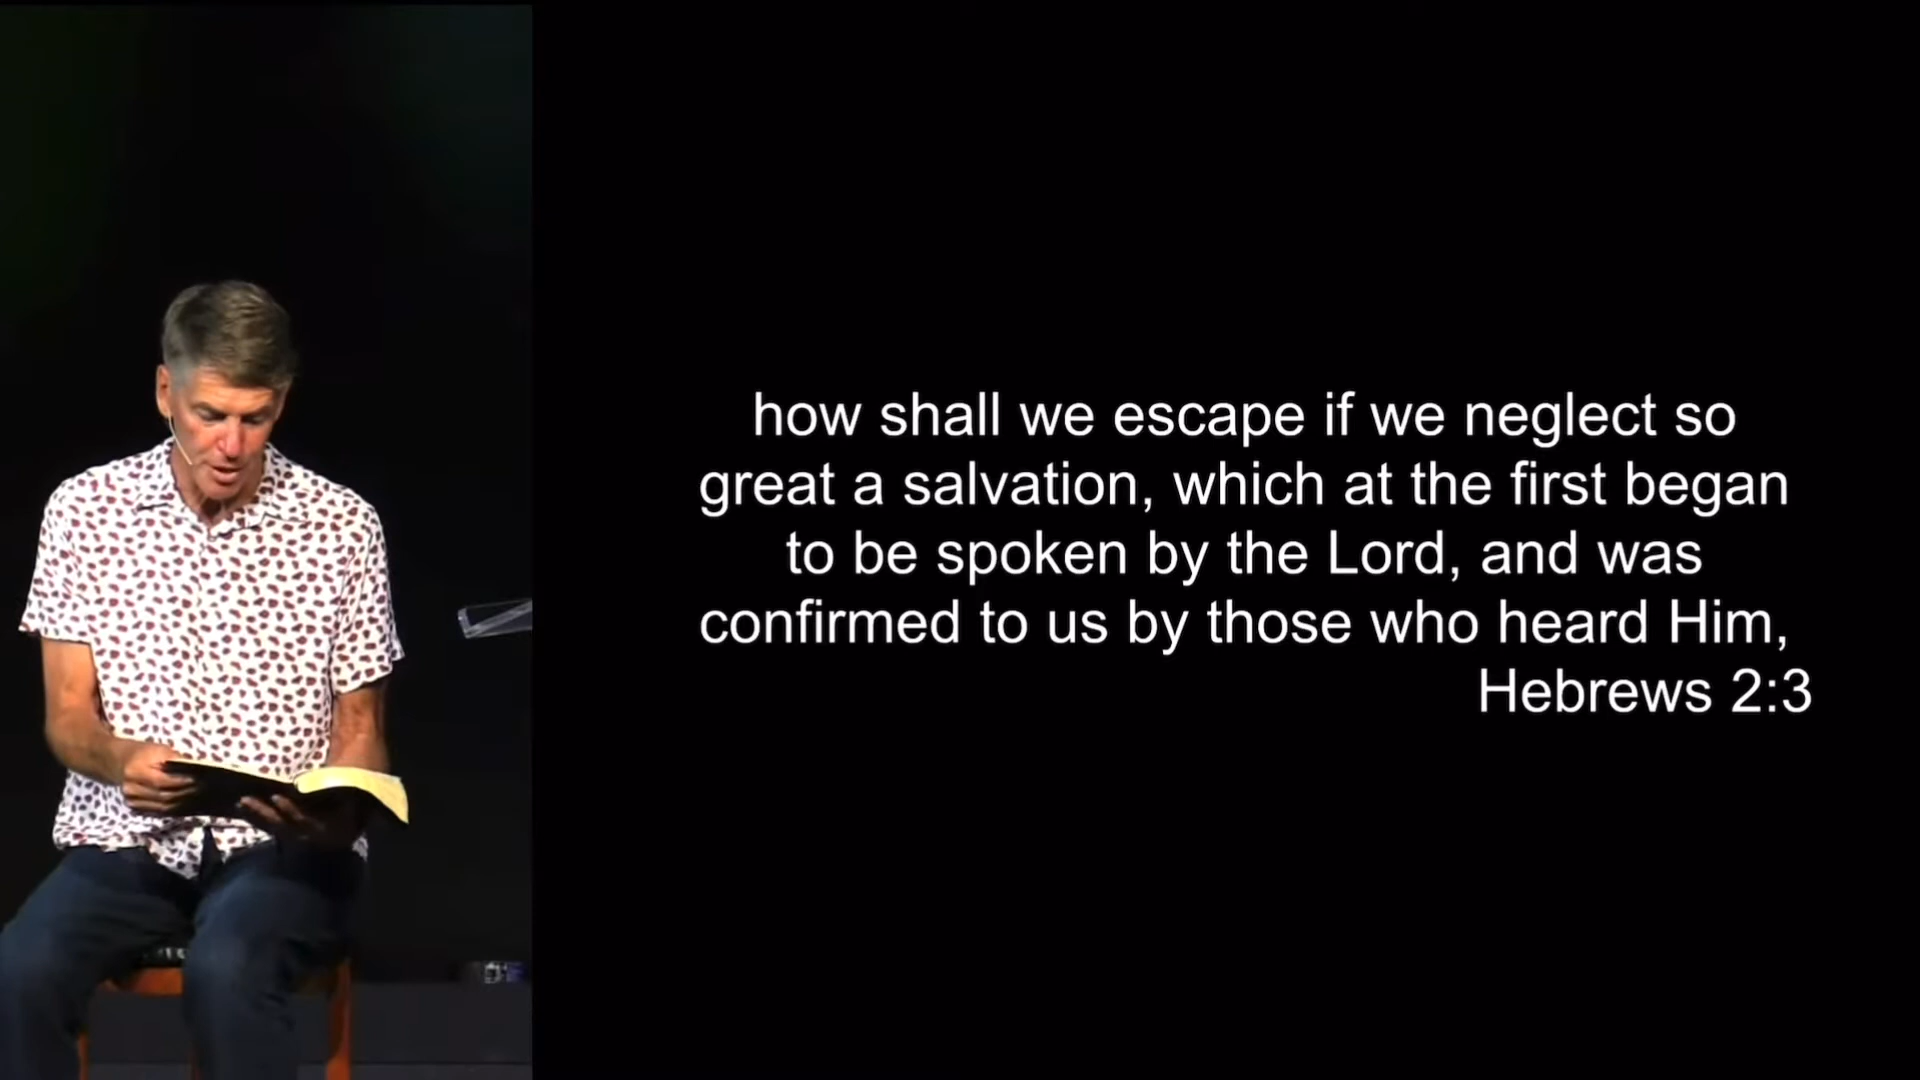 how shall we escape if we neglect so
great a salvation, which at the first began
to be spoken by the Lord, and was
confirmed to us by those who heard Him,
Hebrews 2:3